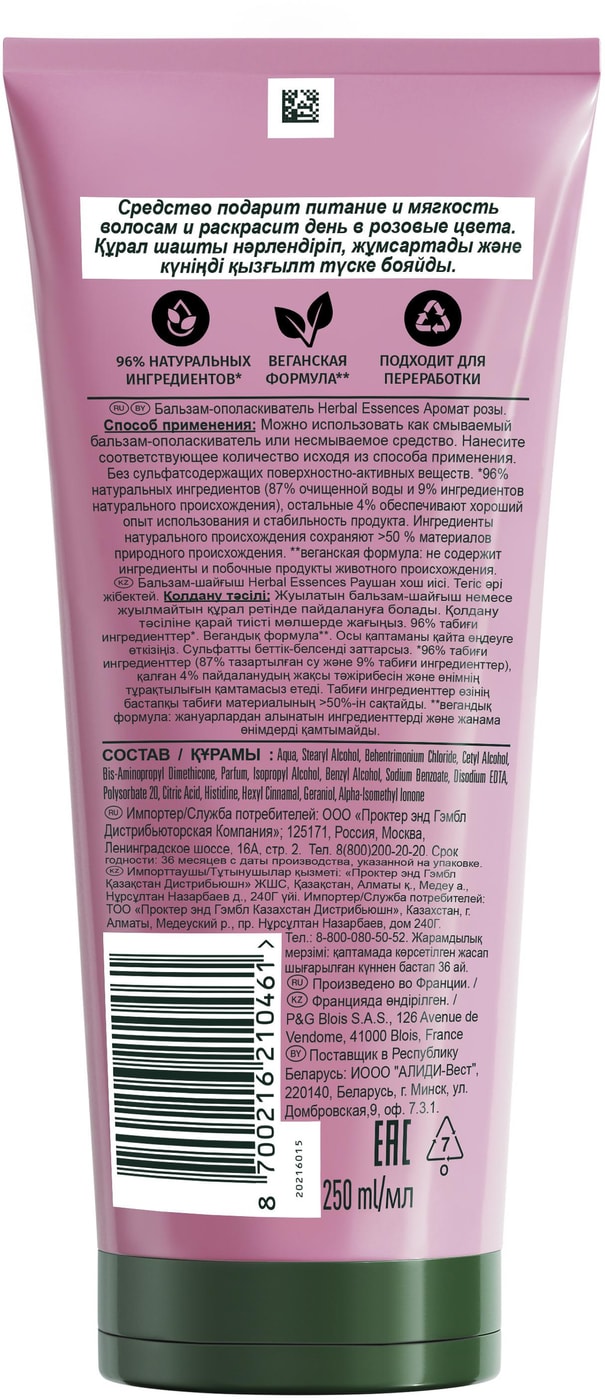 Средство подарит питание и мягкость
волосам и раскрасит день в розовые цвета.
Құрал шашты нәрлендіріп, жұмсартады және
күніңді қызғылт түске бояйды.
96% НАТУРАЛЬНЫХ
ИНГРЕДИЕНТОВ*
ВЕГАНСКАЯ
ФОРМУЛА**
ПОДХОДИТ ДЛЯ
ПЕРЕРАБОТКИ
RU BY Бальзам-ополаскиватель Herbal Essences Аромат розы.
Способ применения: Можно использовать как смываемый
бальзам-ополаскиватель или несмываемое средство. Нанесите
соответствующее количество исходя из способа применения.
Без сульфатсодержащих поверхностно-активных веществ. *96%
натуральных ингредиентов (87% очищенной воды и 9% ингредиентов
натурального происхождения), остальные 4% обеспечивают хороший
опыт использования и стабильность продукта. Ингредиенты
натурального происхождения сохраняют >50 % материалов
природного происхождения. **веганская формула: не содержит
ингредиенты и побочные продукты животного происхождения.
KZ Бальзам-шайғыш Herbal Essences Раушан хош иісі. Тегіс әрі
жібектей. Қолдану тәсілі: Жуылатын бальзам-шайғыш немесе
жуылмайтын құрал ретінде пайдалануға болады. Қолдану
тәсіліне қарай тиісті мөлшерде жағыңыз. 96% табиғи
ингредиенттер*. Вегандық формула**. Осы қаптаманы қайта өңдеуге
өткізіңіз. Сульфатты беттік-белсенді заттарсыз. *96% табиғи
ингредиенттер (87% тазартылған су және 9% табиғи ингредиенттер),
қалған 4% пайдаланудың жақсы тәжірибесін және өнімнің
тұрақтылығын қамтамасыз етеді. Табиғи ингредиенттер өзінің
бастапқы табиғи материалының >50%-ін сақтайды. **вегандық
формула: жануарлардан алынатын ингредиенттерді және жанама
өнімдерді қамтымайды.
СОСТАВ / ҚҰРАМЫ : Aqua, Stearyl Alcohol, Behentrimonium Chloride, Cetyl Alcohol,
Bis-Aminopropyl Dimethicone, Parfum, Isopropyl Alcohol, Benzyl Alcohol, Sodium Benzoate, Disodium EDTA,
Polysorbate 20, Citric Acid, Histidine, Hexyl Cinnamal, Geraniol, Alpha-Isomethyl Ionone
RU Импортер/Служба потребителей: ООО «Проктер энд Гэмбл
Дистрибьюторская Компания»; 125171, Россия, Москва,
Ленинградское шоссе, 16А, стр. 2. Тел. 8(800)200-20-20. Срок
годности: 36 месяцев с даты производства, указанной на упаковке.
KZ Импорттаушы/Тұтынушылар қызметі: «Проктер энд Гэмбл
Қазақстан Дистрибьюшн» ЖШС, Қазақстан, Алматы қ., Медеу а.,
Нұрсұлтан Назарбаев д., 240Г үйі. Импортер/Служба потребителей:
ТОО «Проктер энд Гэмбл Казахстан Дистрибьюшн», Казахстан, г.
Алматы, Медеуский р., пр. Нұрсұлтан Назарбаев, дом 240Г.
Тел.: 8-800-080-50-52. Жарамдылық
мерзімі: қаптамада көрсетілген жасап
шығарылған күннен бастап 36 ай.
RU Произведено во Франции. /
KZ Францияда өндірілген. /
P&G Blois S.A.S., 126 Avenue de
Vendome, 41000 Blois, France
BY Поставщик в Республику
Беларусь: ИООО "АЛИДИ-Вест",
220140, Беларусь, г. Минск, ул.
Домбровская,9, оф. 7.3.1.
8 700216 210461 >
20216015
EAC
7
O
250 ml/мл